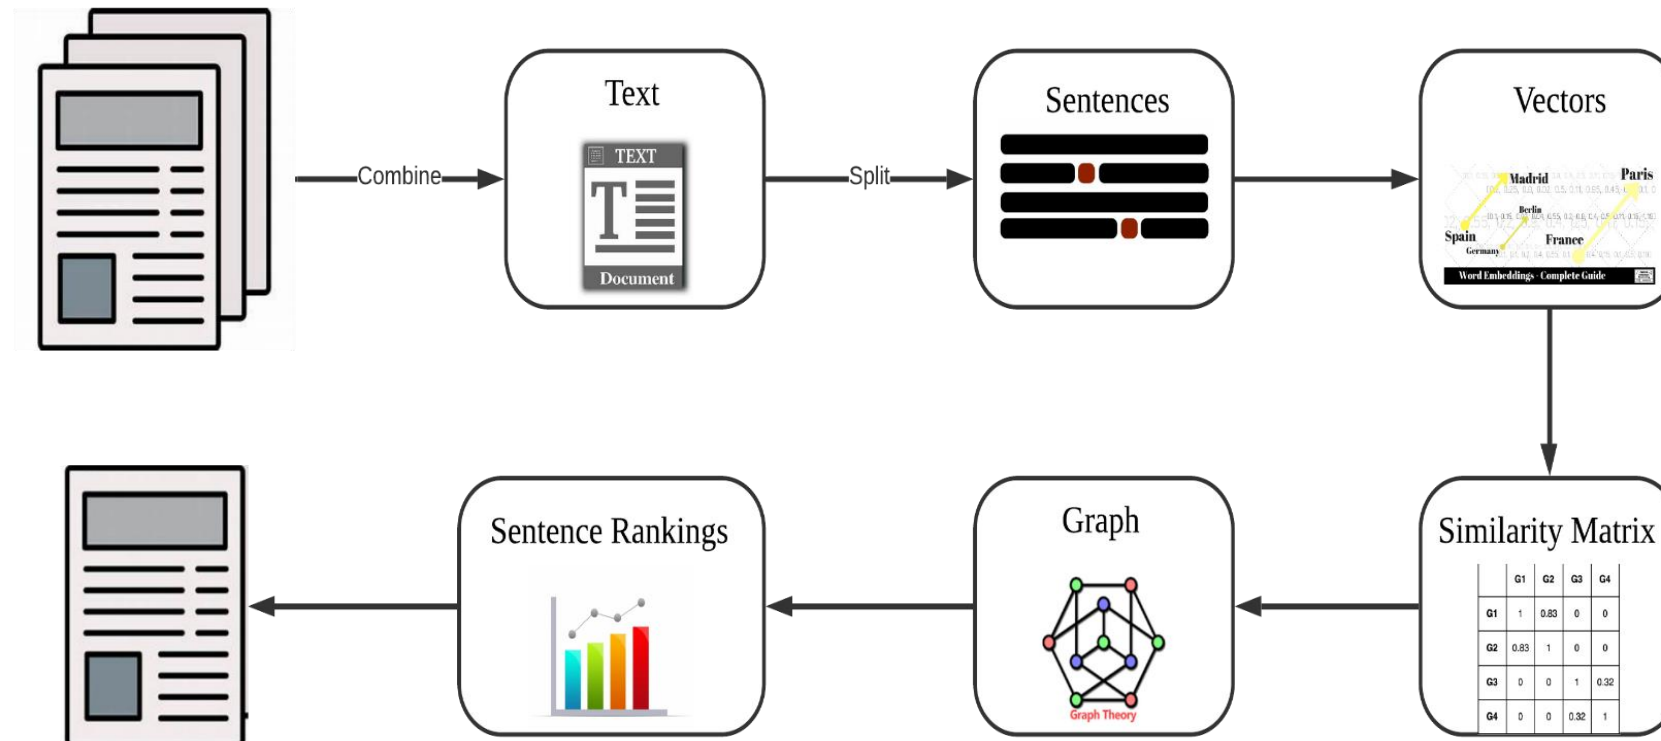 Text
TEXT
T
Document
Combine
Split
Sentences
Vectors
Madrid
Paris
Berlin
Spain
Germany
France
Word Embeddings - Complete Guide
Sentence Rankings
Graph
Graph Theory
Similarity Matrix
G1 G2 G3 G4
G1 1 0.83 0 0
G2 0.83 1 0 0
G3 0 0 1 0.32
G4 0 0 0.32 1